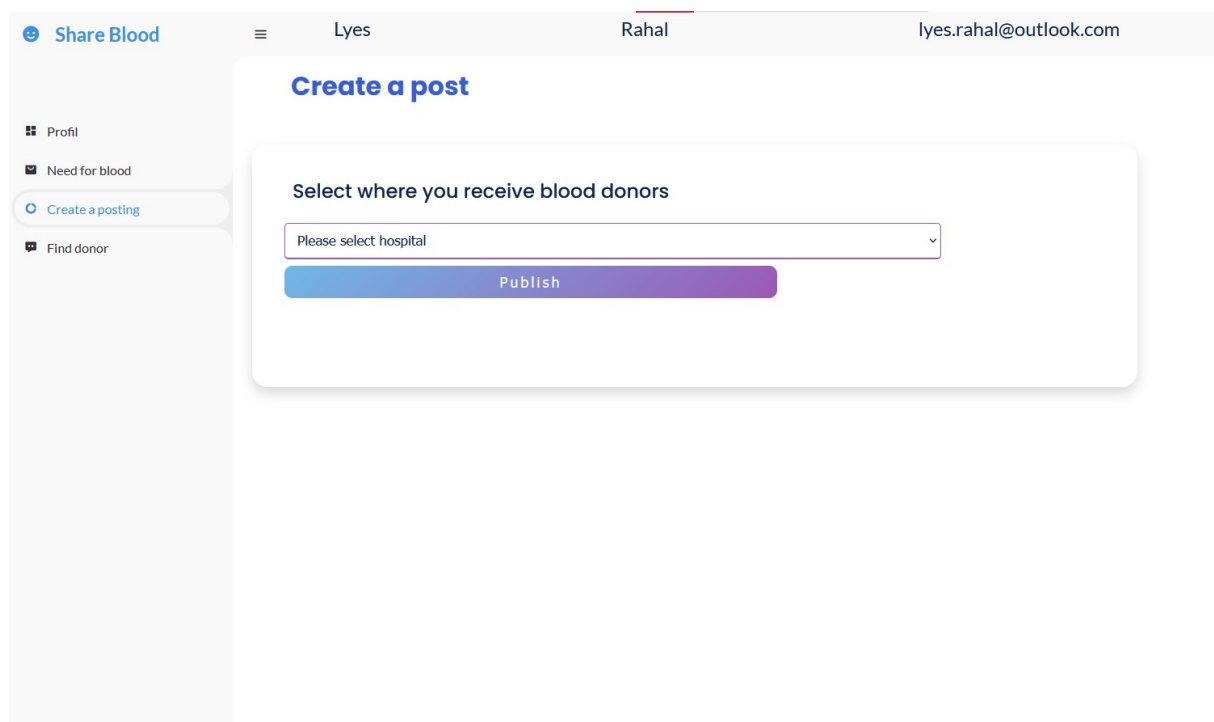 Share Blood
Lyes Rahal lyes.rahal@outlook.com
Create a post
Profil
Need for blood
Create a posting
Find donor
Select where you receive blood donors
Please select hospital
Publish